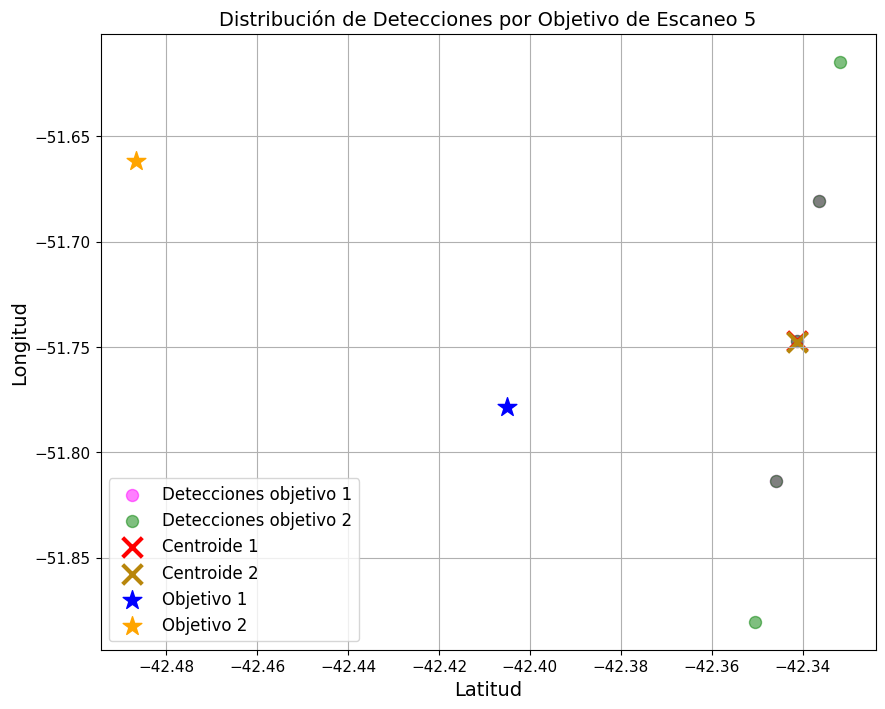 Distribución de Detecciones por Objetivo de Escaneo 5
Longitud
−51.65
−51.70
−51.75
−51.80
−51.85
Detecciones objetivo 1
Detecciones objetivo 2
Centroide 1
Centroide 2
Objetivo 1
Objetivo 2
−42.48 −42.46 −42.44 −42.42 −42.40 −42.38 −42.36 −42.34
Latitud